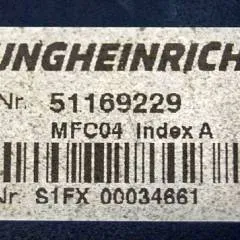 UNGHEINRICH
Nr. 51169229
MFC04 Index A
Nr S1FX 00034661